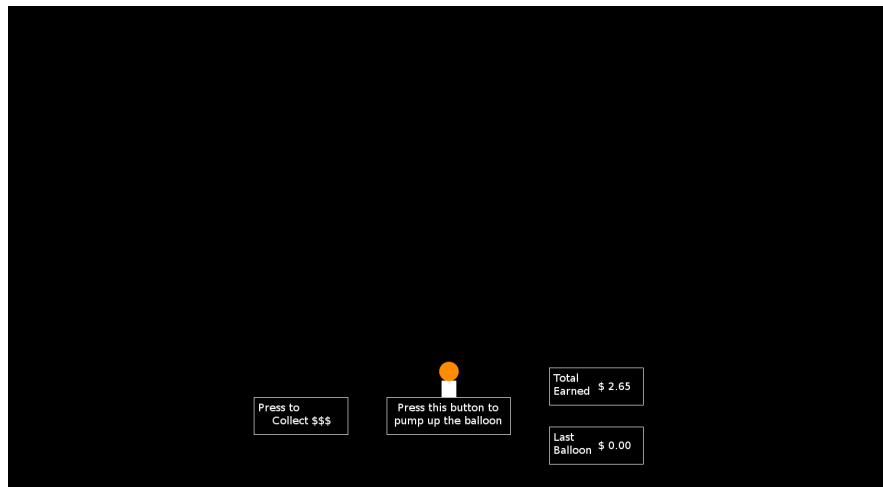 Press to
Collect $$$
Press this button to
pump up the balloon
Total
Earned $ 2.65
Last
Balloon $ 0.00